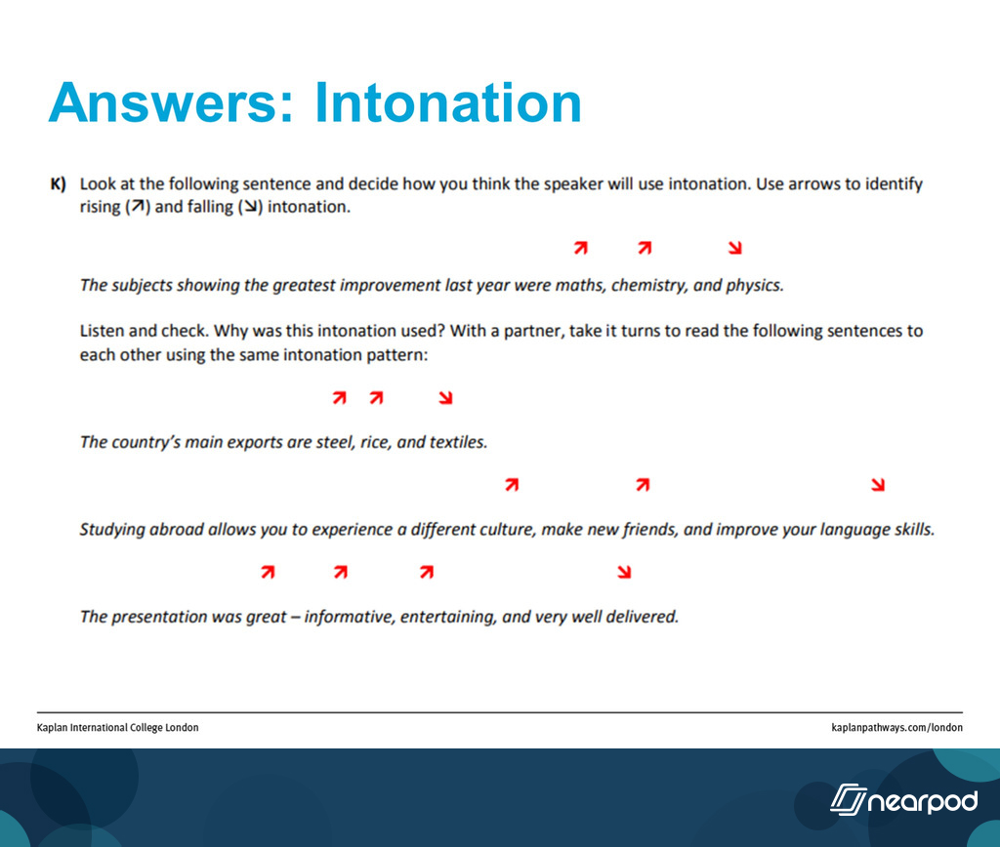 Answers: Intonation
K) Look at the following sentence and decide how you think the speaker will use intonation. Use arrows to identify
rising (↗) and falling (↘) intonation.
↗ ↗ ↘
The subjects showing the greatest improvement last year were maths, chemistry, and physics.
Listen and check. Why was this intonation used? With a partner, take it turns to read the following sentences to
each other using the same intonation pattern:
↗ ↗ ↘
The country's main exports are steel, rice, and textiles.
↗ ↗ ↘
Studying abroad allows you to experience a different culture, make new friends, and improve your language skills.
↗ ↗ ↗ ↘
The presentation was great – informative, entertaining, and very well delivered.
Kaplan International College London
kaplanpathways.com/london
nearpod